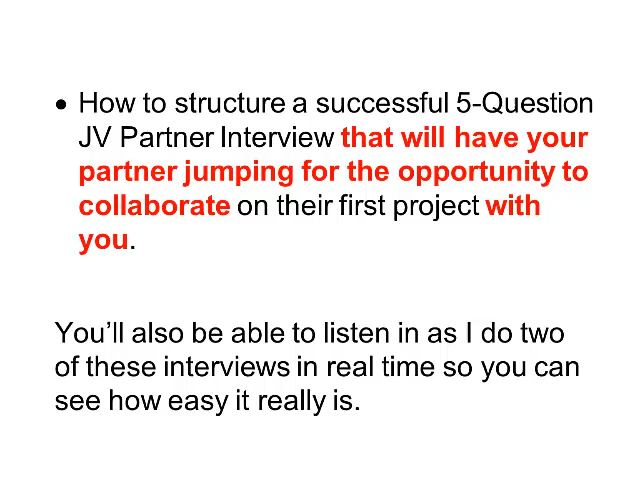 • How to structure a successful 5-Question
JV Partner Interview that will have your
partner jumping for the opportunity to
collaborate on their first project with
you.
You’ll also be able to listen in as I do two
of these interviews in real time so you can
see how easy it really is.